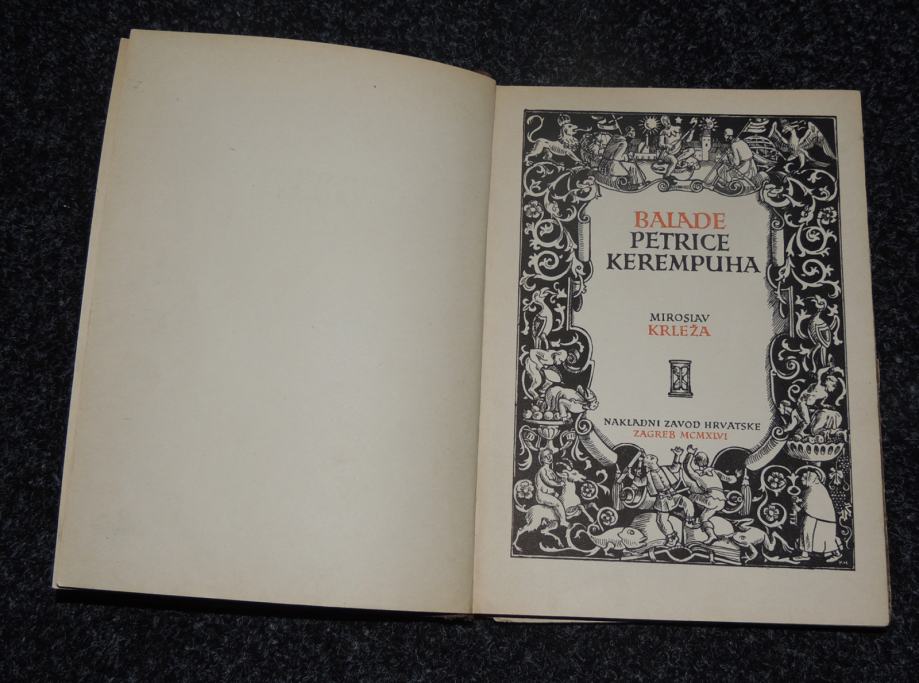 BALADE
PETRICE
KEREMPUHA
MIROSLAV
KRLEŽA
NAKLADNI ZAVOD HRVATSKE
ZAGREB MCMXLVI